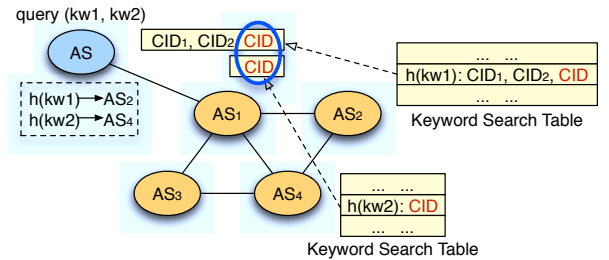 query (kw1, kw2)
AS
CID₁, CID₂ CID
CID
h(kw1) AS₂
h(kw2) AS₄
... ...
h(kw1): CID₁, CID₂, CID
... ...
Keyword Search Table
AS₁
AS₂
AS₃
AS₄
... ...
h(kw2): CID
... ...
Keyword Search Table